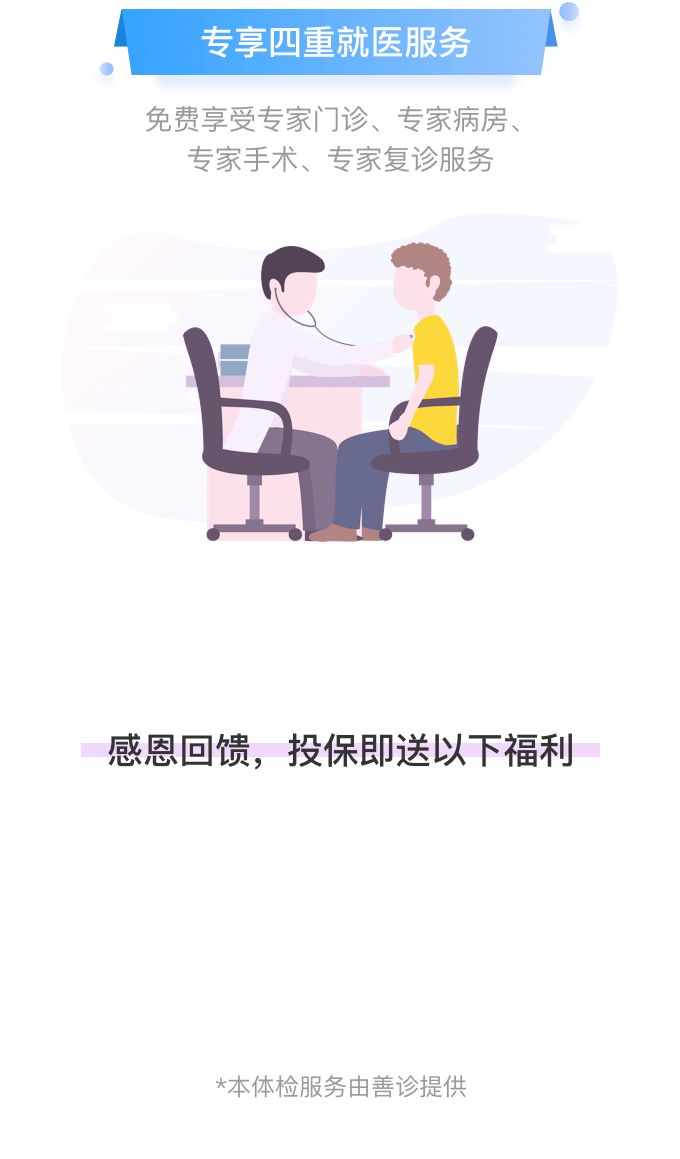 专享四重就医服务
免费享受专家门诊、专家病房、
专家手术、专家复诊服务
感恩回馈，投保即送以下福利
*本体检服务由善诊提供